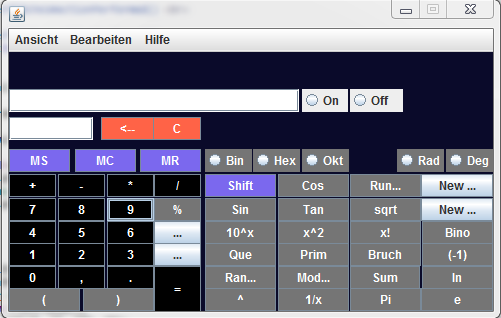 Ansicht Bearbeiten Hilfe
On Off
<-- C
MS MC MR Bin Hex Okt Rad Deg
+ - * / Shift Cos Run... New ...
7 8 9 % Sin Tan sqrt New ...
4 5 6 ... 10^x x^2 x! Bino
1 2 3 ... Que Prim Bruch (-1)
0 , . = Ran... Mod... Sum ln
( ) ^ 1/x Pi e